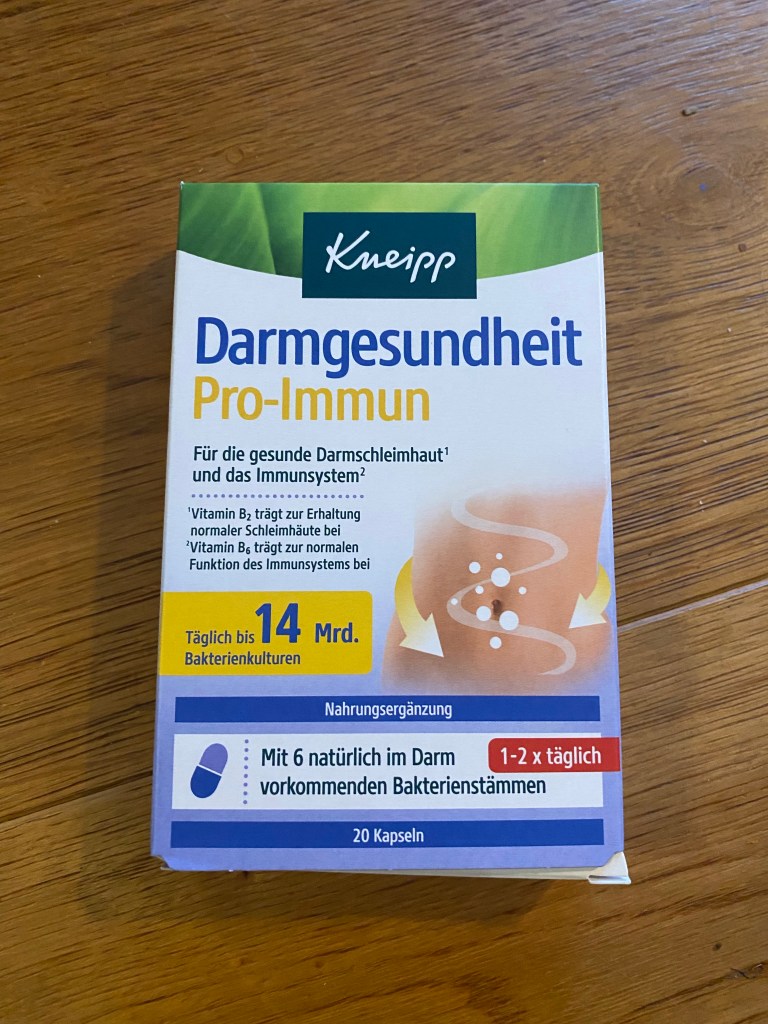 Kneipp
Darmgesundheit
Pro-Immun
Für die gesunde Darmschleimhaut¹
und das Immunsystem²
¹Vitamin B₂ trägt zur Erhaltung
normaler Schleimhäute bei
²Vitamin B₆ trägt zur normalen
Funktion des Immunsystems bei
Täglich bis 14 Mrd.
Bakterienkulturen
Nahrungsergänzung
Mit 6 natürlich im Darm
vorkommenden Bakterienstämmen
1-2 x täglich
20 Kapseln